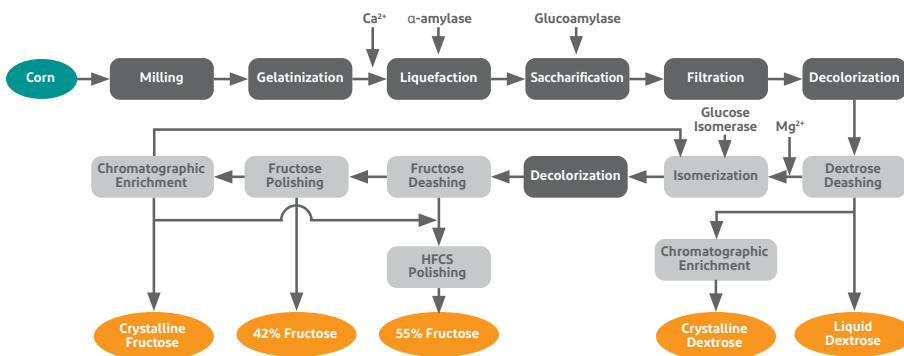 Ca²⁺
α-amylase
Glucoamylase
Corn
Milling
Gelatinization
Liquefaction
Saccharification
Filtration
Decolorization
Glucose
Isomerase
Mg²⁺
Chromatographic
Enrichment
Fructose
Polishing
Fructose
Deashing
Decolorization
Isomerization
Dextrose
Deashing
HFCS
Polishing
Chromatographic
Enrichment
Crystalline
Fructose
42% Fructose
55% Fructose
Crystalline
Dextrose
Liquid
Dextrose